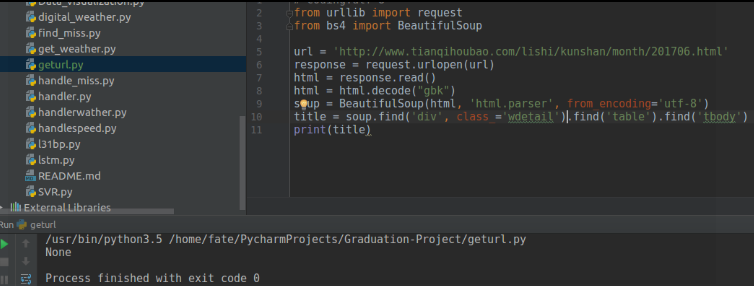 Data_visualization.py
digital_weather.py
find_miss.py
get_weather.py
geturl.py
handle_miss.py
handler.py
handlerwather.py
handlespeed.py
l31bp.py
lstm.py
README.md
SVR.py
External Libraries
2 from urllib import request
3 from bs4 import BeautifulSoup
4
5 url = 'http://www.tianqihoubao.com/lishi/kunshan/month/201706.html'
6 response = request.urlopen(url)
7 html = response.read()
8 html = html.decode("gbk")
9 soup = BeautifulSoup(html, 'html.parser', from_encoding='utf-8')
10 title = soup.find('div', class_='wdetail').find('table').find('tbody')
11 print(title)
Run geturl
/usr/bin/python3.5 /home/fate/PycharmProjects/Graduation-Project/geturl.py
None
Process finished with exit code 0